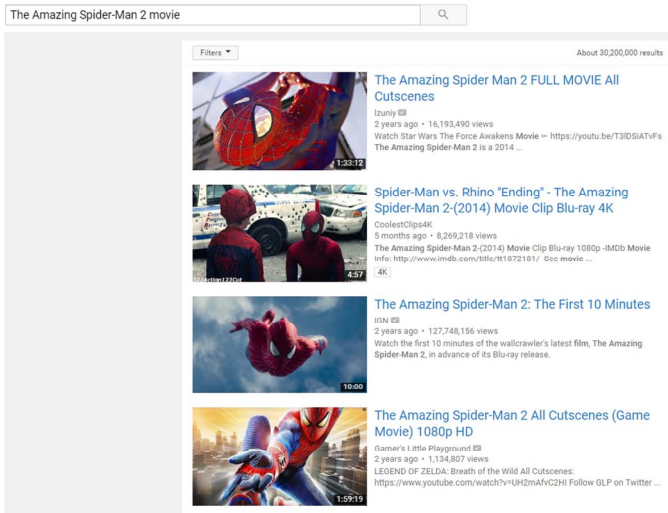 The Amazing Spider-Man 2 movie
Filters
About 30,200,000 results
The Amazing Spider Man 2 FULL MOVIE All
Cutscenes
Izuniy
2 years ago • 16,193,490 views
Watch Star Wars The Force Awakens Movie ► https://youtu.be/T3lDSiATvFs
The Amazing Spider-Man 2 is a 2014 ...
1:33:12
Spider-Man vs. Rhino "Ending" - The Amazing
Spider-Man 2-(2014) Movie Clip Blu-ray 4K
CoolestClips4K
5 months ago • 8,269,218 views
The Amazing Spider-Man 2-(2014) Movie Clip Blu-ray 1080p -IMDb Movie
Info: http://www.imdb.com/title/tt1872181/ See movie ...
4:57
4K
The Amazing Spider-Man 2: The First 10 Minutes
IGN
2 years ago • 127,748,156 views
Watch the first 10 minutes of the wallcrawler's latest film, The Amazing
Spider-Man 2, in advance of its Blu-ray release.
10:00
The Amazing Spider-Man 2 All Cutscenes (Game
Movie) 1080p HD
Gamer's Little Playground
2 years ago • 1,134,807 views
LEGEND OF ZELDA: Breath of the Wild All Cutscenes:
https://www.youtube.com/watch?v=UH2mAfvC2HI Follow GLP on Twitter ...
1:59:19